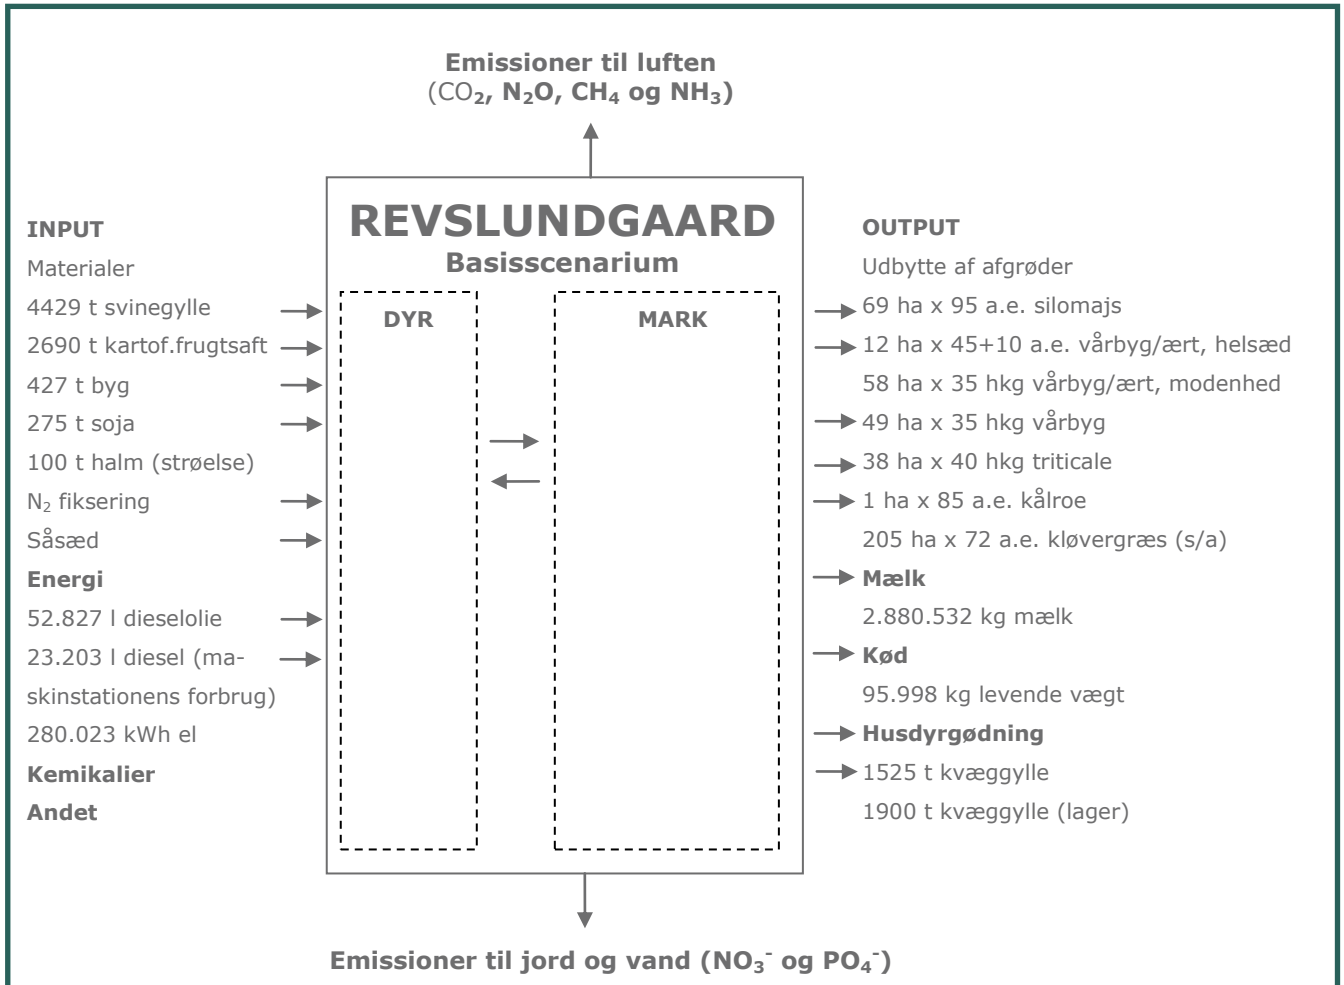 Emissioner til luften
(CO₂, N₂O, CH₄ og NH₃)
REVSLUNDGAARD
Basisscenarium
DYR
MARK
INPUT
Materialer
4429 t svinegylle
2690 t kartof.frugtsaft
427 t byg
275 t soja
100 t halm (strøelse)
N₂ fiksering
Såsæd
Energi
52.827 l dieselolie
23.203 l diesel (ma-
skinstationens forbrug)
280.023 kWh el
Kemikalier
Andet
OUTPUT
Udbytte af afgrøder
69 ha x 95 a.e. silomajs
12 ha x 45+10 a.e. vårbyg/ært, helsæd
58 ha x 35 hkg vårbyg/ært, modenhed
49 ha x 35 hkg vårbyg
38 ha x 40 hkg triticale
1 ha x 85 a.e. kålroe
205 ha x 72 a.e. kløvergræs (s/a)
Mælk
2.880.532 kg mælk
Kød
95.998 kg levende vægt
Husdyrgødning
1525 t kvæggylle
1900 t kvæggylle (lager)
Emissioner til jord og vand (NO₃⁻ og PO₄⁻)